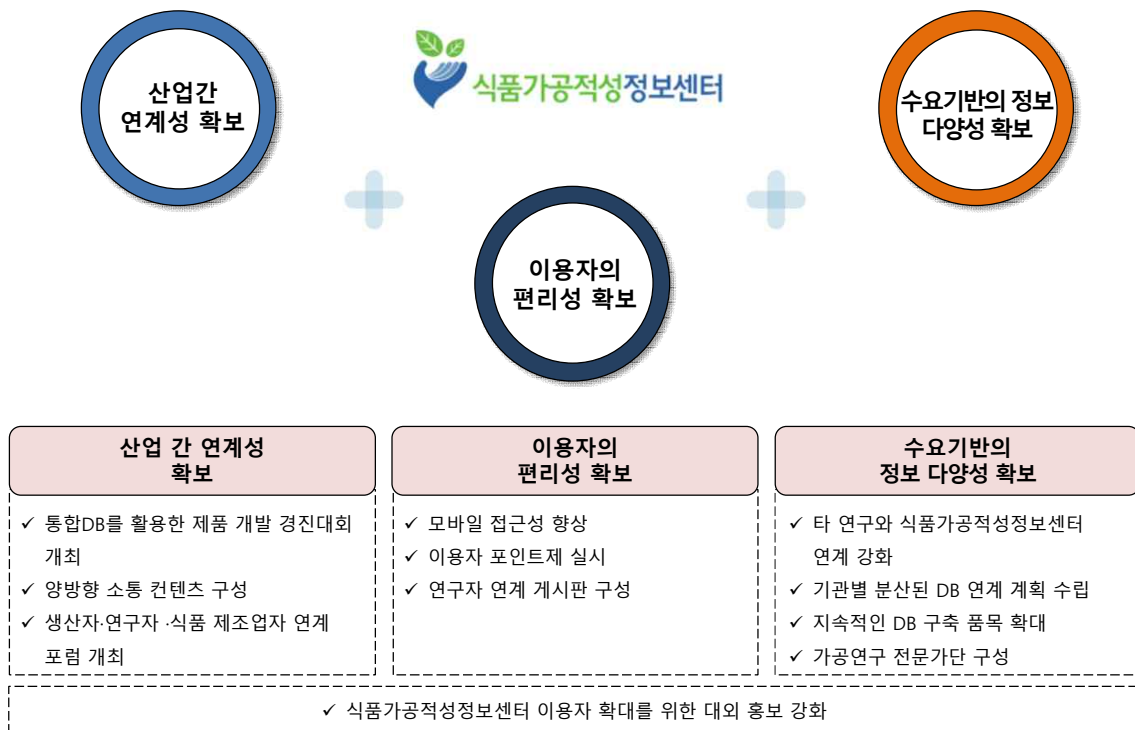 산업간
연계성 확보
식품가공적성정보센터
수요기반의 정보
다양성 확보
이용자의
편리성 확보
산업 간 연계성
확보
✓ 통합DB를 활용한 제품 개발 경진대회
개최
✓ 양방향 소통 컨텐츠 구성
✓ 생산자·연구자 ·식품 제조업자 연계
포럼 개최
이용자의
편리성 확보
✓ 모바일 접근성 향상
✓ 이용자 포인트제 실시
✓ 연구자 연계 게시판 구성
수요기반의
정보 다양성 확보
✓ 타 연구와 식품가공적성정보센터
연계 강화
✓ 기관별 분산된 DB 연계 계획 수립
✓ 지속적인 DB 구축 품목 확대
✓ 가공연구 전문가단 구성
✓ 식품가공적성정보센터 이용자 확대를 위한 대외 홍보 강화